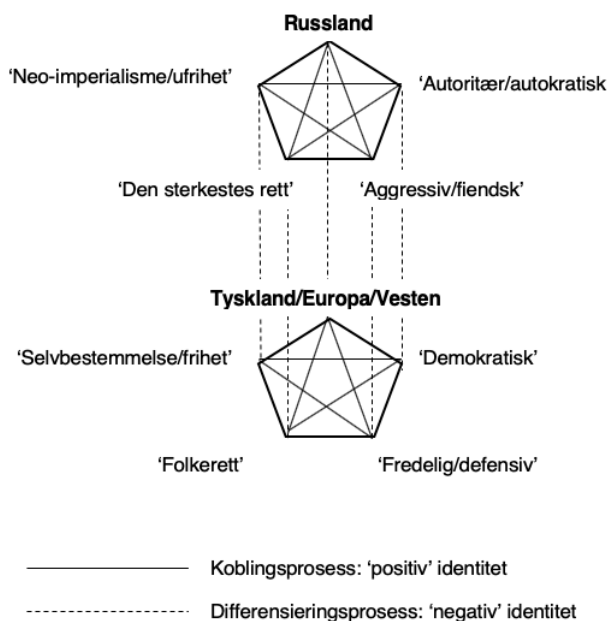 Russland
‘Neo-imperialisme/ufrihet’
‘Autoritær/autokratisk
‘Den sterkestes rett’
‘Aggressiv/fiendsk’
Tyskland/Europa/Vesten
‘Selvbestemmelse/frihet’
‘Demokratisk’
‘Folkerett’
‘Fredelig/defensiv’
Koblingsprosess: ‘positiv’ identitet
Differensieringsprosess: ‘negativ’ identitet